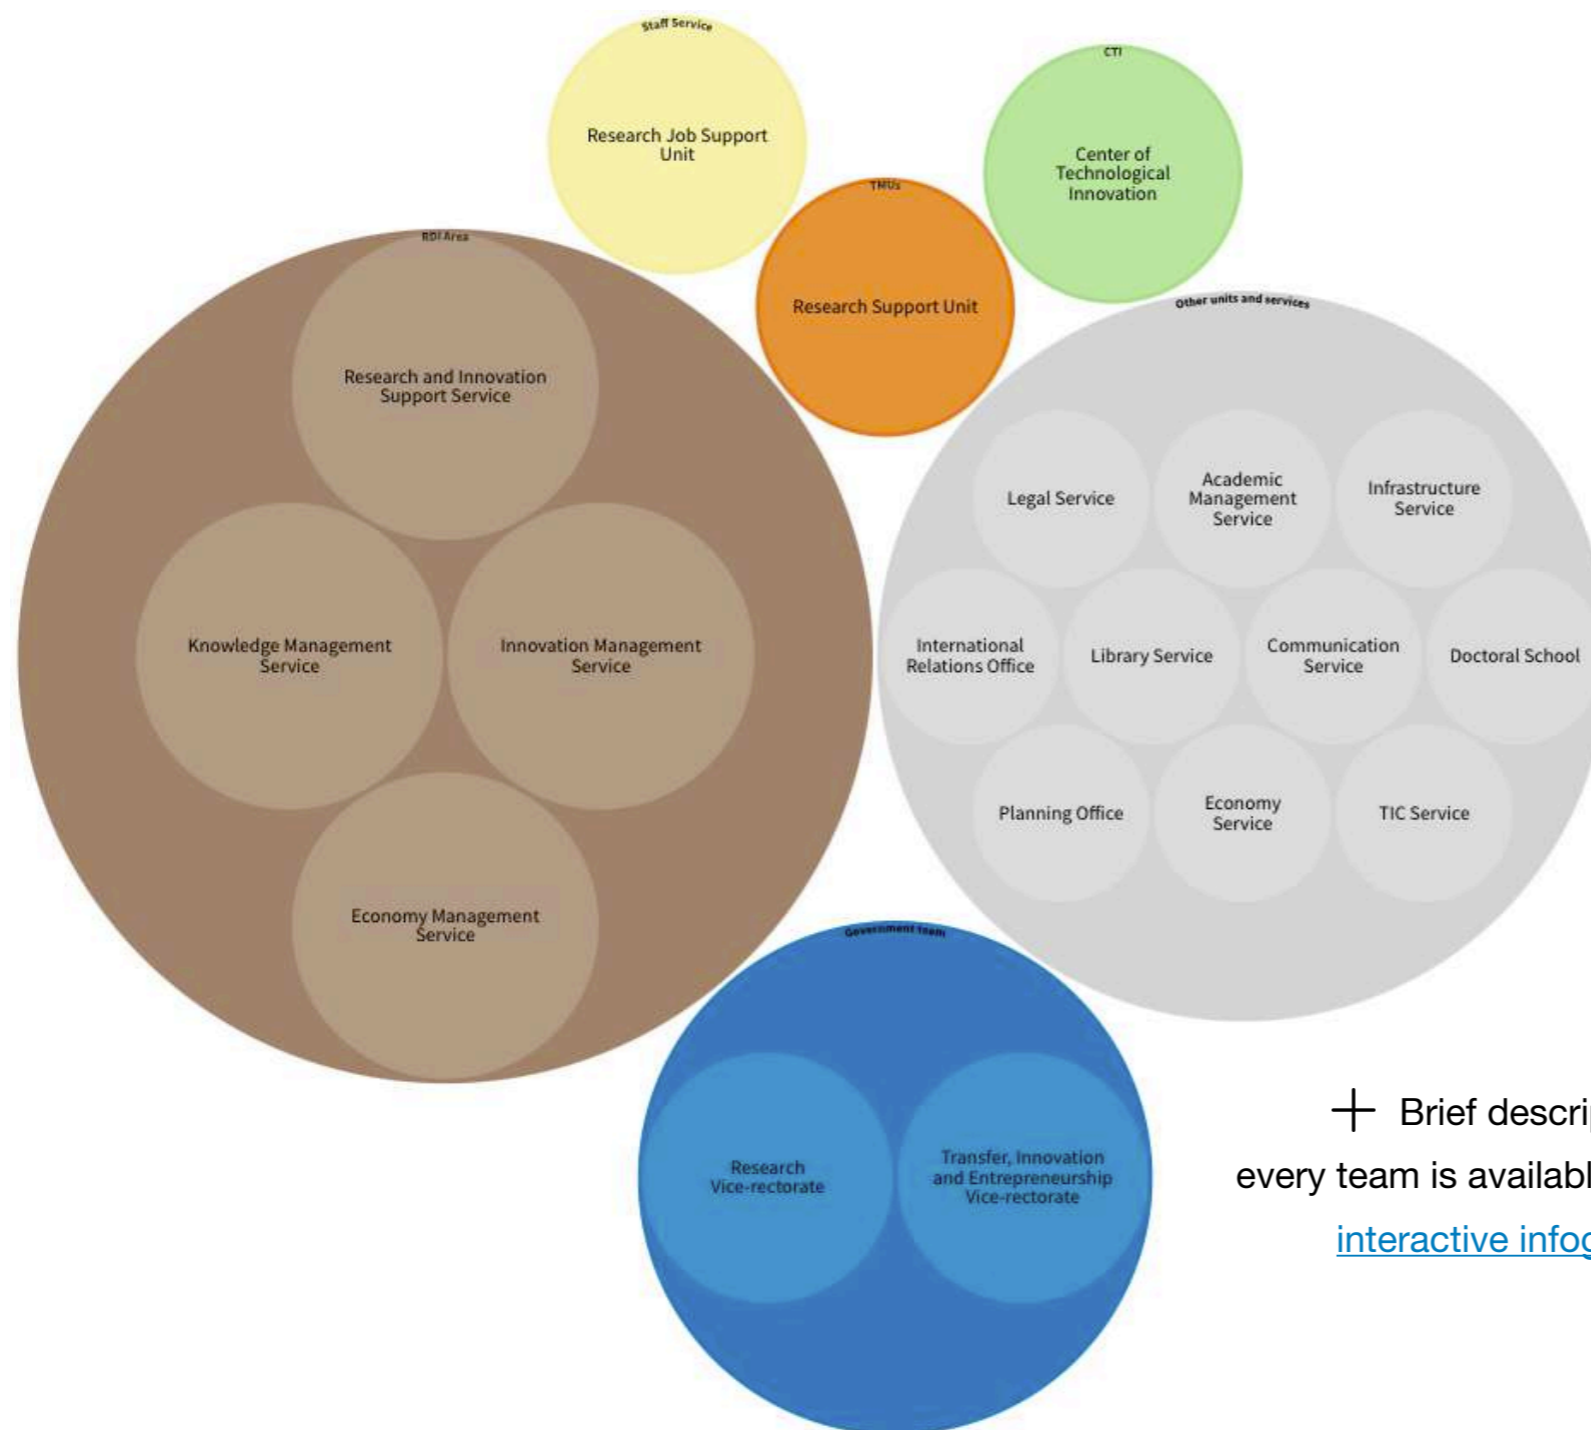 Staff Service
Research Job Support
Unit
CTI
Center of
Technological
Innovation
TMUs
Research Support Unit
RDI Area
Research and Innovation
Support Service
Knowledge Management
Service
Innovation Management
Service
Economy Management
Service
Other units and services
Legal Service
Academic
Management
Service
Infrastructure
Service
International
Relations Office
Library Service
Communication
Service
Doctoral School
Planning Office
Economy
Service
TIC Service
Government team
Research
Vice-rectorate
Transfer, Innovation
and Entrepreneurship
Vice-rectorate
+ Brief descri
every team is availabl
interactive infog